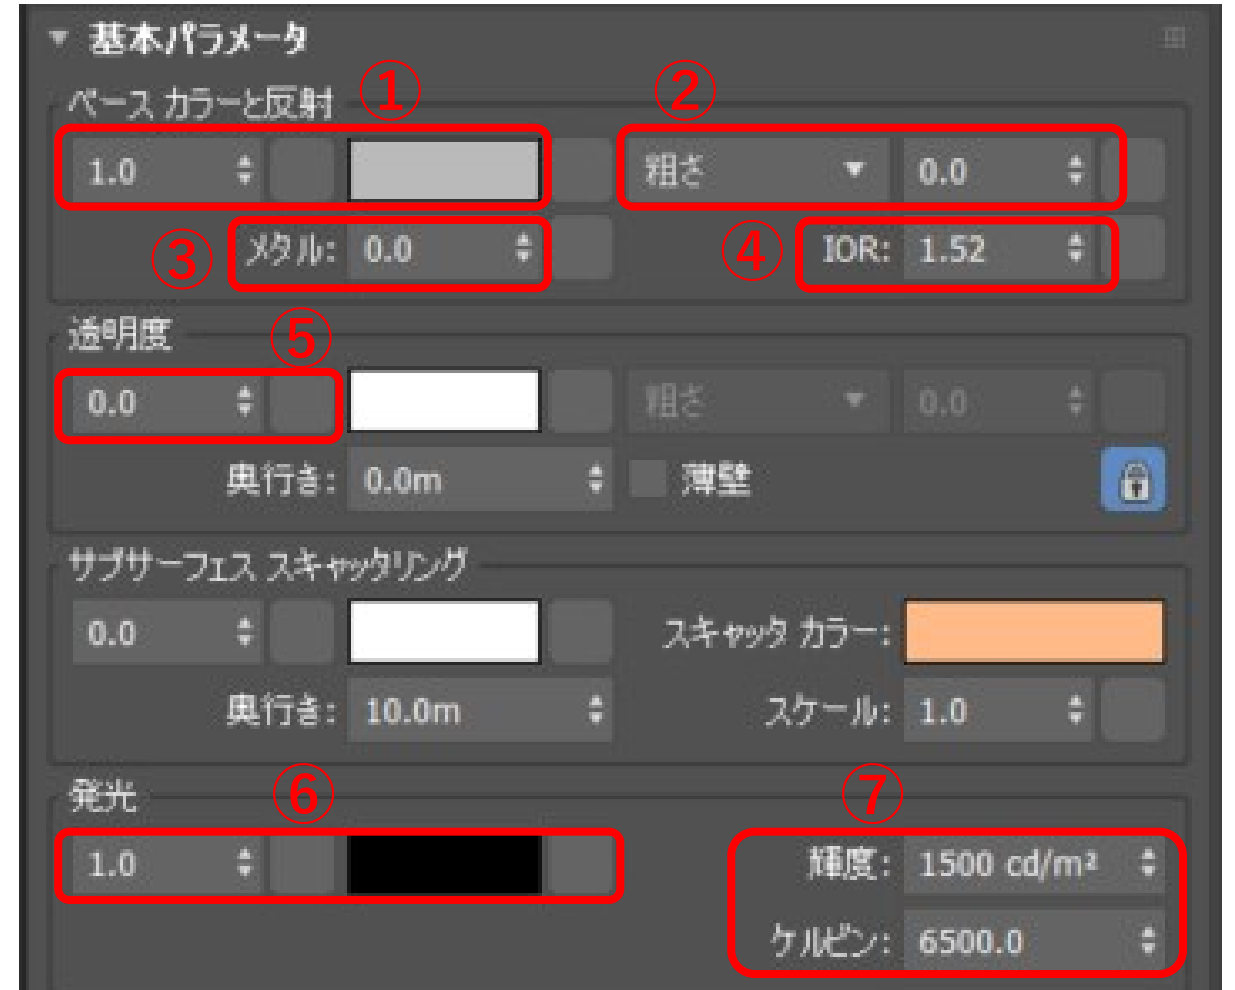 基本パラメータ
ベース カラーと反射 ① ②
1.0 粗さ 0.0
③ メタル: 0.0 ④ IOR: 1.52
透明度 ⑤
0.0 粗さ 0.0
奥行き: 0.0m 薄壁
サブサーフェス スキャッタリング
0.0 スキャッタ カラー:
奥行き: 10.0m スケール: 1.0
発光 ⑥ ⑦
1.0 輝度: 1500 cd/m²
ケルビン: 6500.0